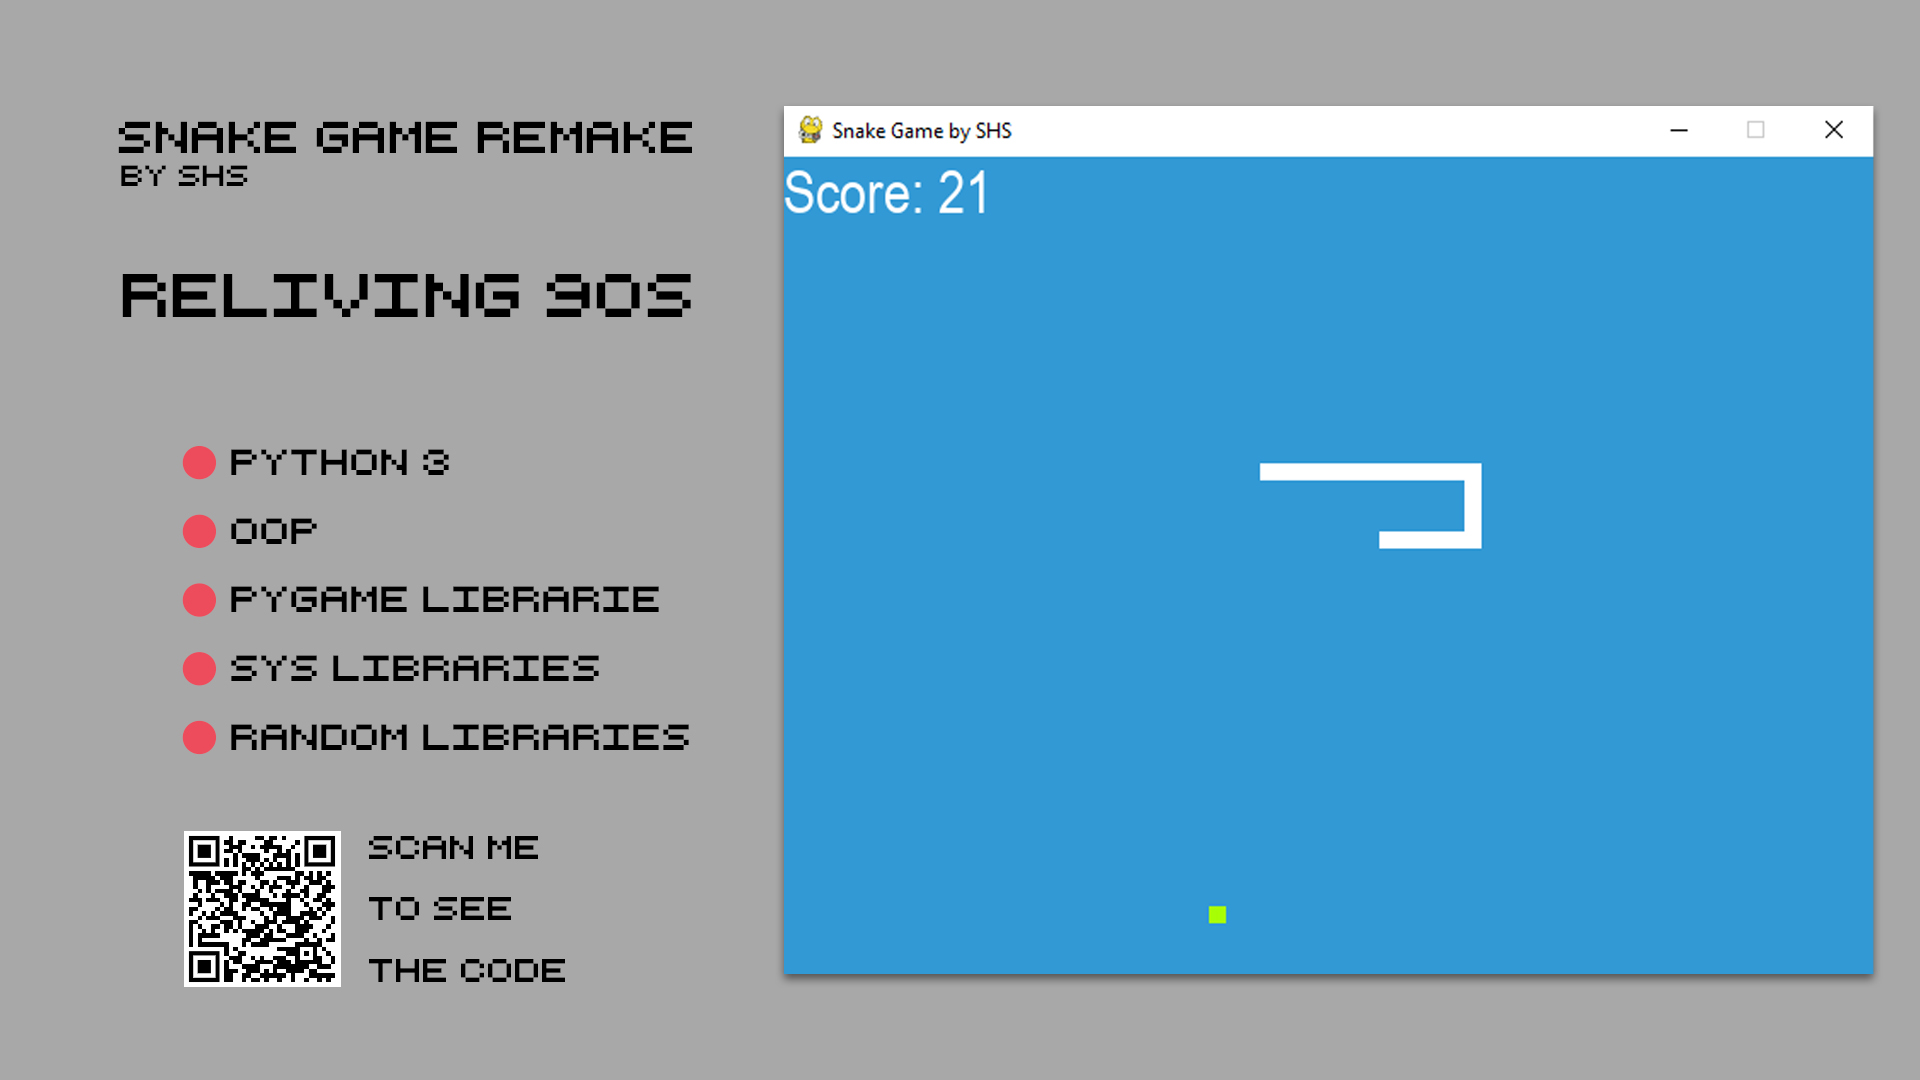 SNAKE GAME REMAKE
BY SHS
RELIVING 90S
PYTHON 3
OOP
PYGAME LIBRARIE
SYS LIBRARIES
RANDOM LIBRARIES
SCAN ME
TO SEE
THE CODE
Snake Game by SHS
Score: 21